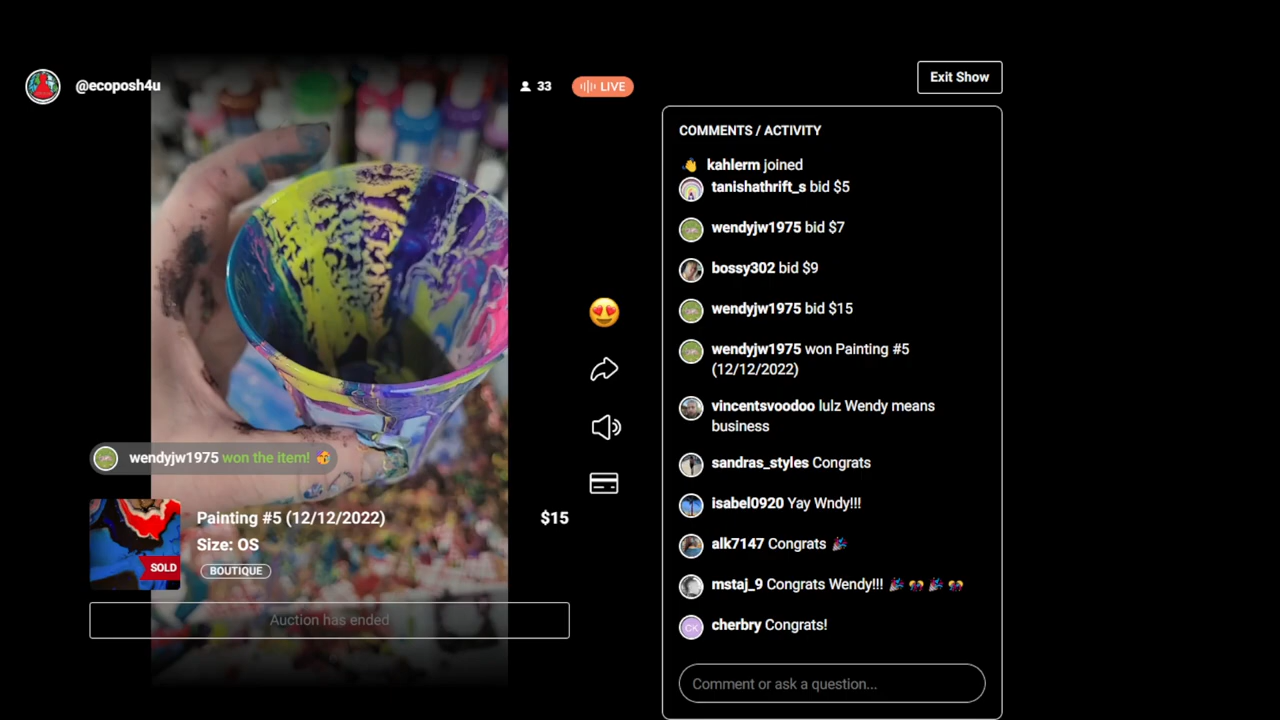 @ecoposh4u
33
LIVE
Exit Show
COMMENTS / ACTIVITY
kahlerm joined
tanishathrift_s bid $5
wendyjw1975 bid $7
bossy302 bid $9
wendyjw1975 bid $15
wendyjw1975 won Painting #5
(12/12/2022)
vincentsvoodoo lulz Wendy means
business
sandras_styles Congrats
isabel0920 Yay Wndy!!!
alk7147 Congrats 🎉
mstaj_9 Congrats Wendy!!! 🎉 🎊 🎉 🎊
CK
cherbry Congrats!
Comment or ask a question...
wendyjw1975 won the item!
Painting #5 (12/12/2022)
$15
Size: OS
SOLD
BOUTIQUE
Auction has ended